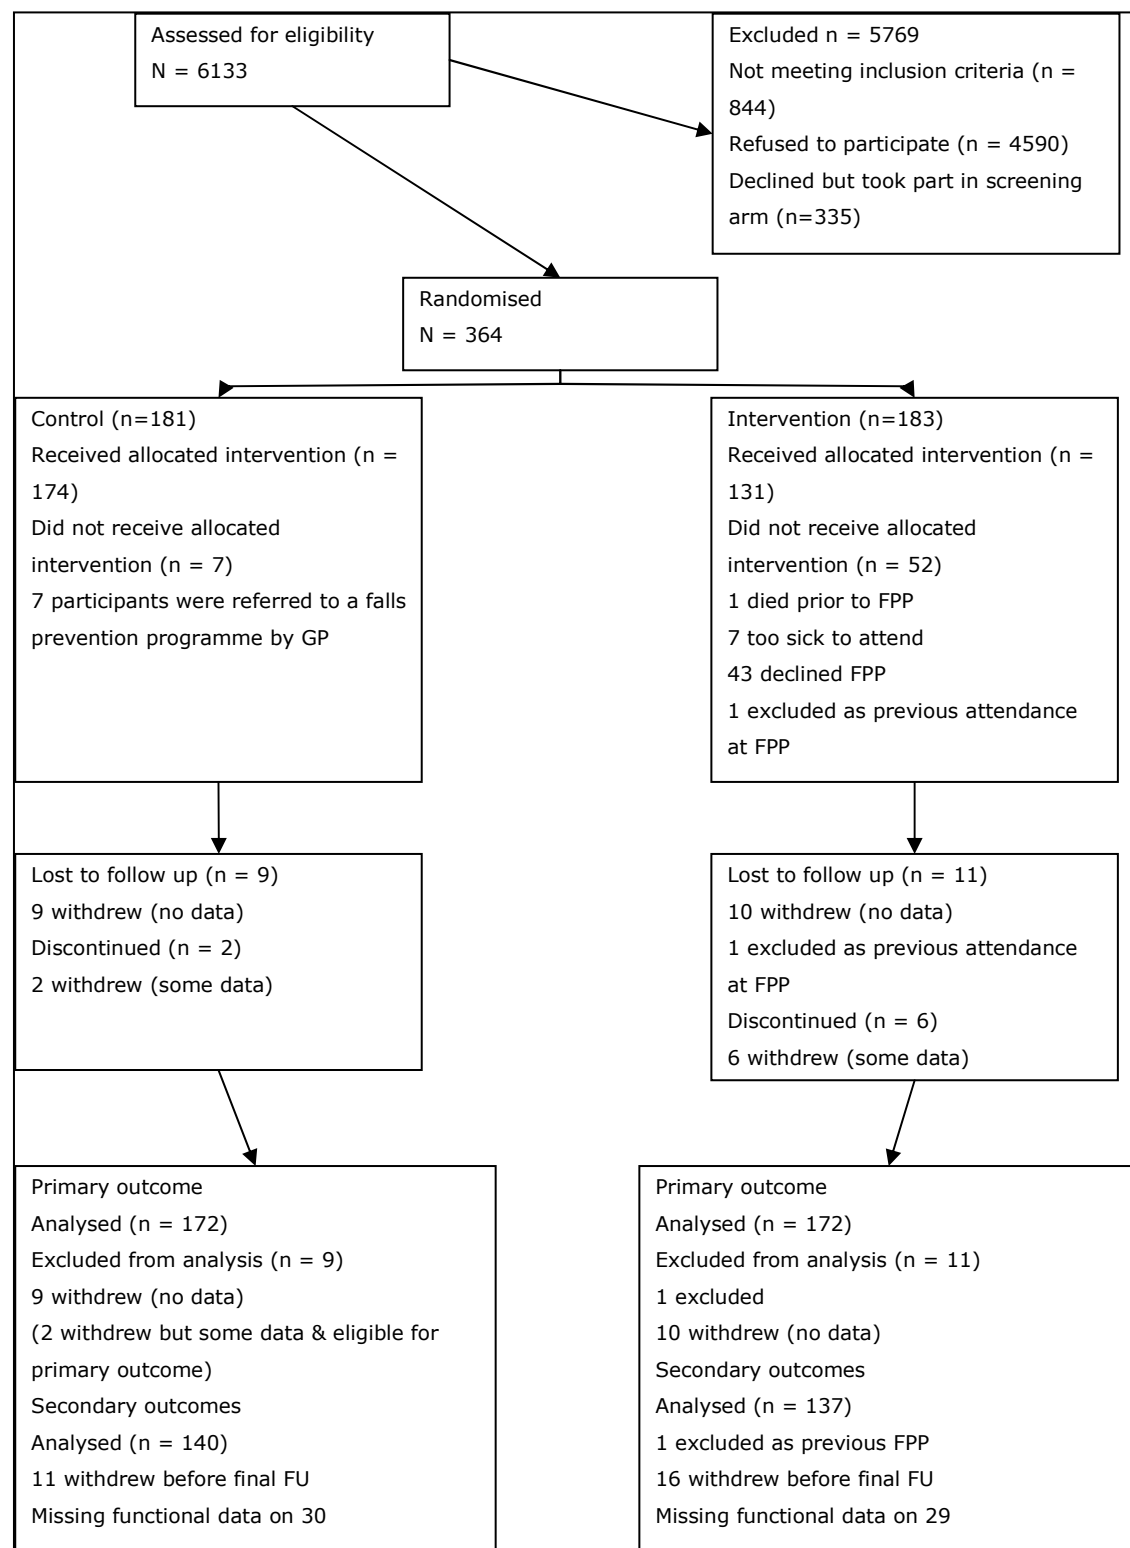 Assessed for eligibility
N = 6133
Excluded n = 5769
Not meeting inclusion criteria (n =
844)
Refused to participate (n = 4590)
Declined but took part in screening
arm (n=335)
Randomised
N = 364
Control (n=181)
Received allocated intervention (n =
174)
Did not receive allocated
intervention (n = 7)
7 participants were referred to a falls
prevention programme by GP
Intervention (n=183)
Received allocated intervention (n =
131)
Did not receive allocated
intervention (n = 52)
1 died prior to FPP
7 too sick to attend
43 declined FPP
1 excluded as previous attendance
at FPP
Lost to follow up (n = 9)
9 withdrew (no data)
Discontinued (n = 2)
2 withdrew (some data)
Lost to follow up (n = 11)
10 withdrew (no data)
1 excluded as previous attendance
at FPP
Discontinued (n = 6)
6 withdrew (some data)
Primary outcome
Analysed (n = 172)
Excluded from analysis (n = 9)
9 withdrew (no data)
(2 withdrew but some data & eligible for
primary outcome)
Secondary outcomes
Analysed (n = 140)
11 withdrew before final FU
Missing functional data on 30
Primary outcome
Analysed (n = 172)
Excluded from analysis (n = 11)
1 excluded
10 withdrew (no data)
Secondary outcomes
Analysed (n = 137)
1 excluded as previous FPP
16 withdrew before final FU
Missing functional data on 29